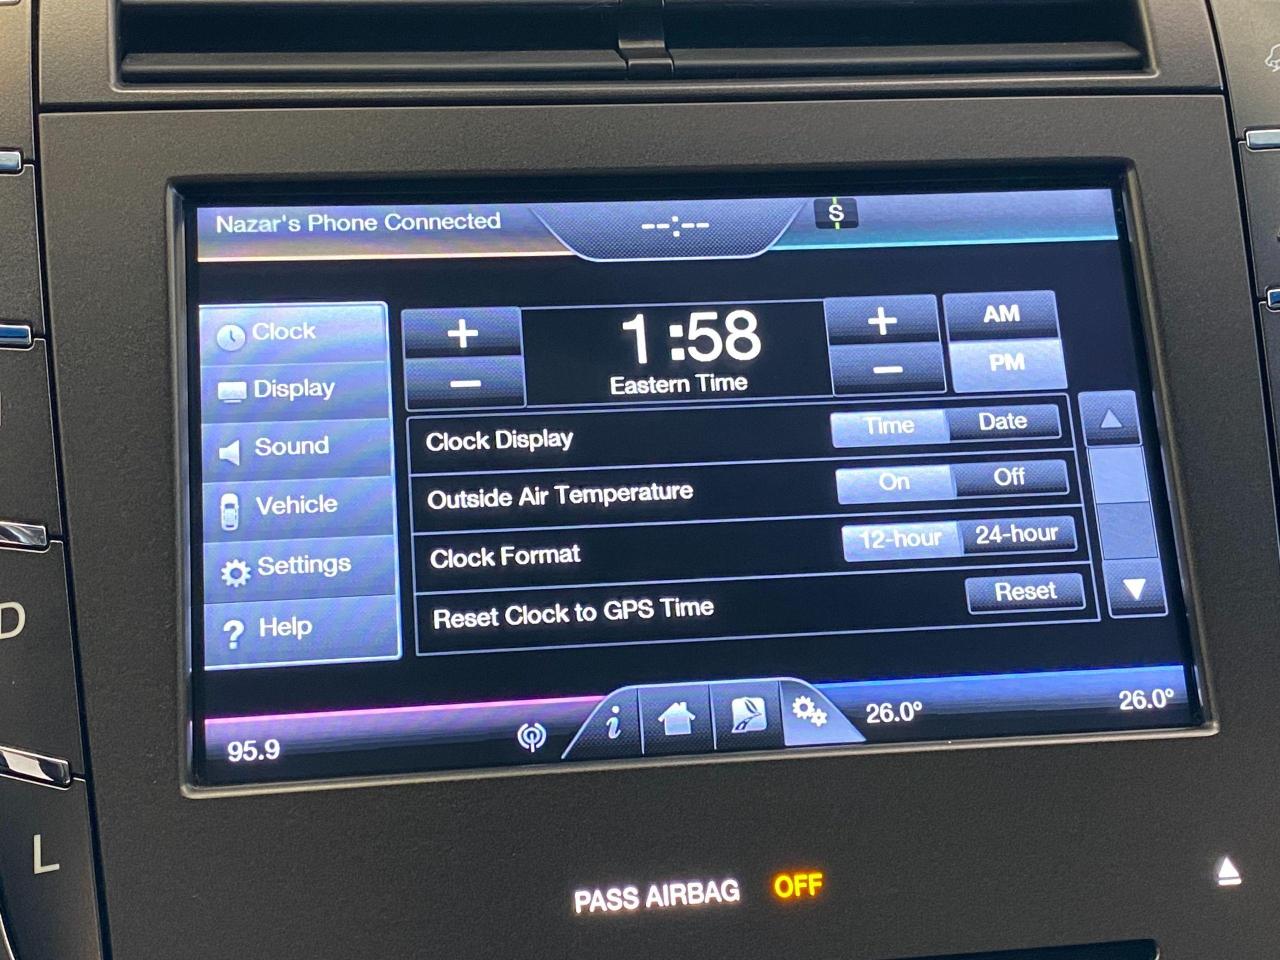 Nazar's Phone Connected
--:--
S
Clock
Display
Sound
Vehicle
Settings
? Help
+
−
1:58
Eastern Time
+
−
AM
PM
Clock Display
Time
Date
Outside Air Temperature
On
Off
Clock Format
12-hour
24-hour
Reset Clock to GPS Time
Reset
95.9
i
26.0°
26.0°
D
L
PASS AIRBAG OFF